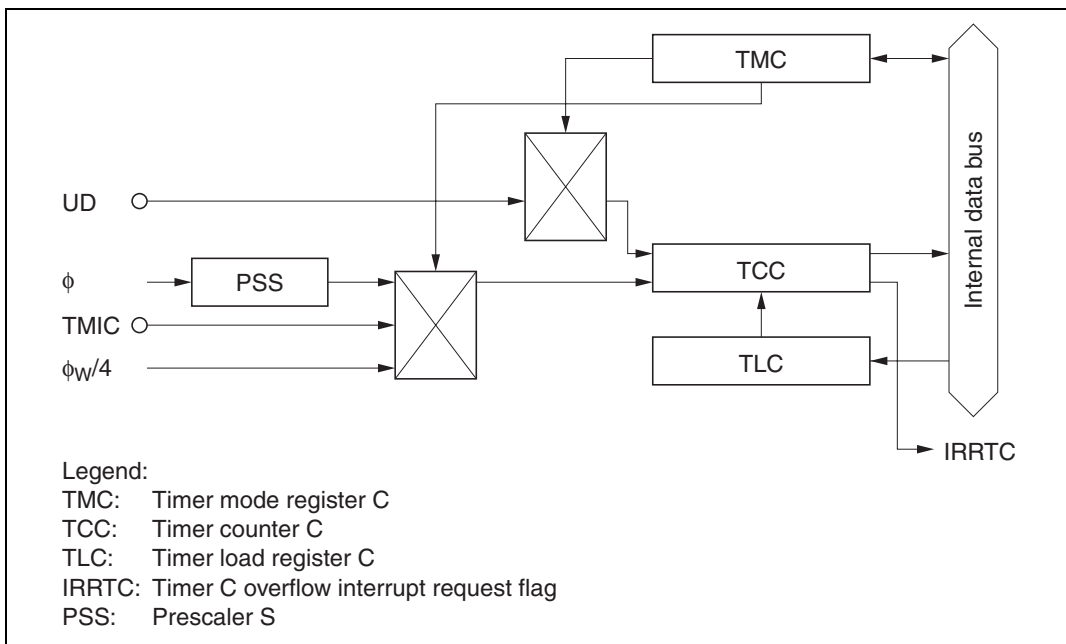 TMC
UD
Internal data bus
TCC
ϕ
PSS
TMIC
TLC
ϕW/4
IRRTC
Legend:
TMC: Timer mode register C
TCC: Timer counter C
TLC: Timer load register C
IRRTC: Timer C overflow interrupt request flag
PSS: Prescaler S